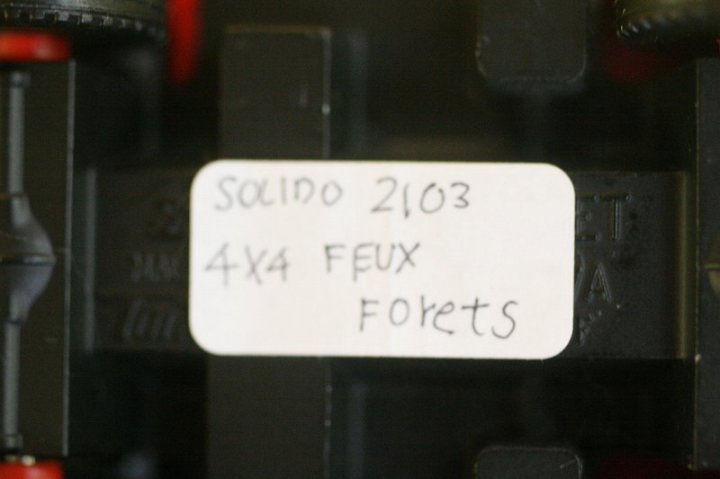 SOLIDO 2103
4X4 FEUX
Forets